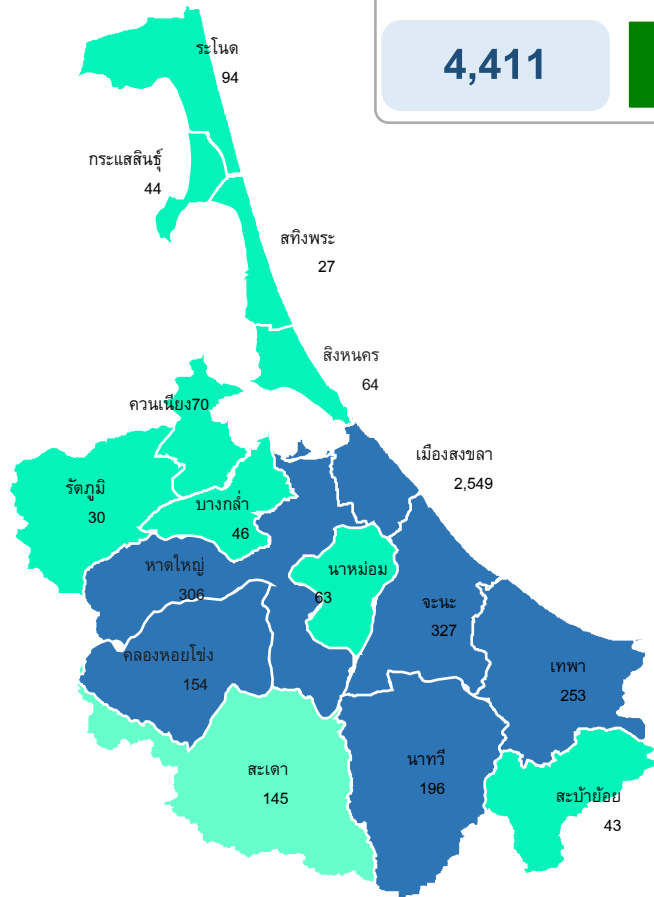 4,411
ระโนด
94
กระแสสินธุ์
44
สทิงพระ
27
สิงหนคร
64
ควนเนียง70
เมืองสงขลา
2,549
รัตภูมิ
30
บางกล่ำ
46
หาดใหญ่
306
นาหม่อม
63
จะนะ
327
คลองหอยโข่ง
154
เทพา
253
สะเดา
145
นาทวี
196
สะบ้าย้อย
43